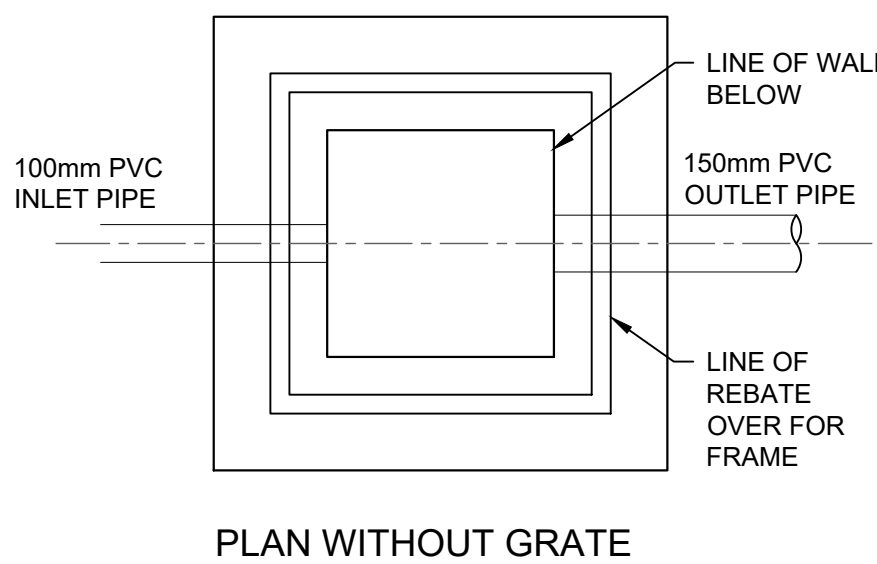 LINE OF WALL
BELOW
100mm PVC
INLET PIPE
150mm PVC
OUTLET PIPE
LINE OF
REBATE
OVER FOR
FRAME
PLAN WITHOUT GRATE